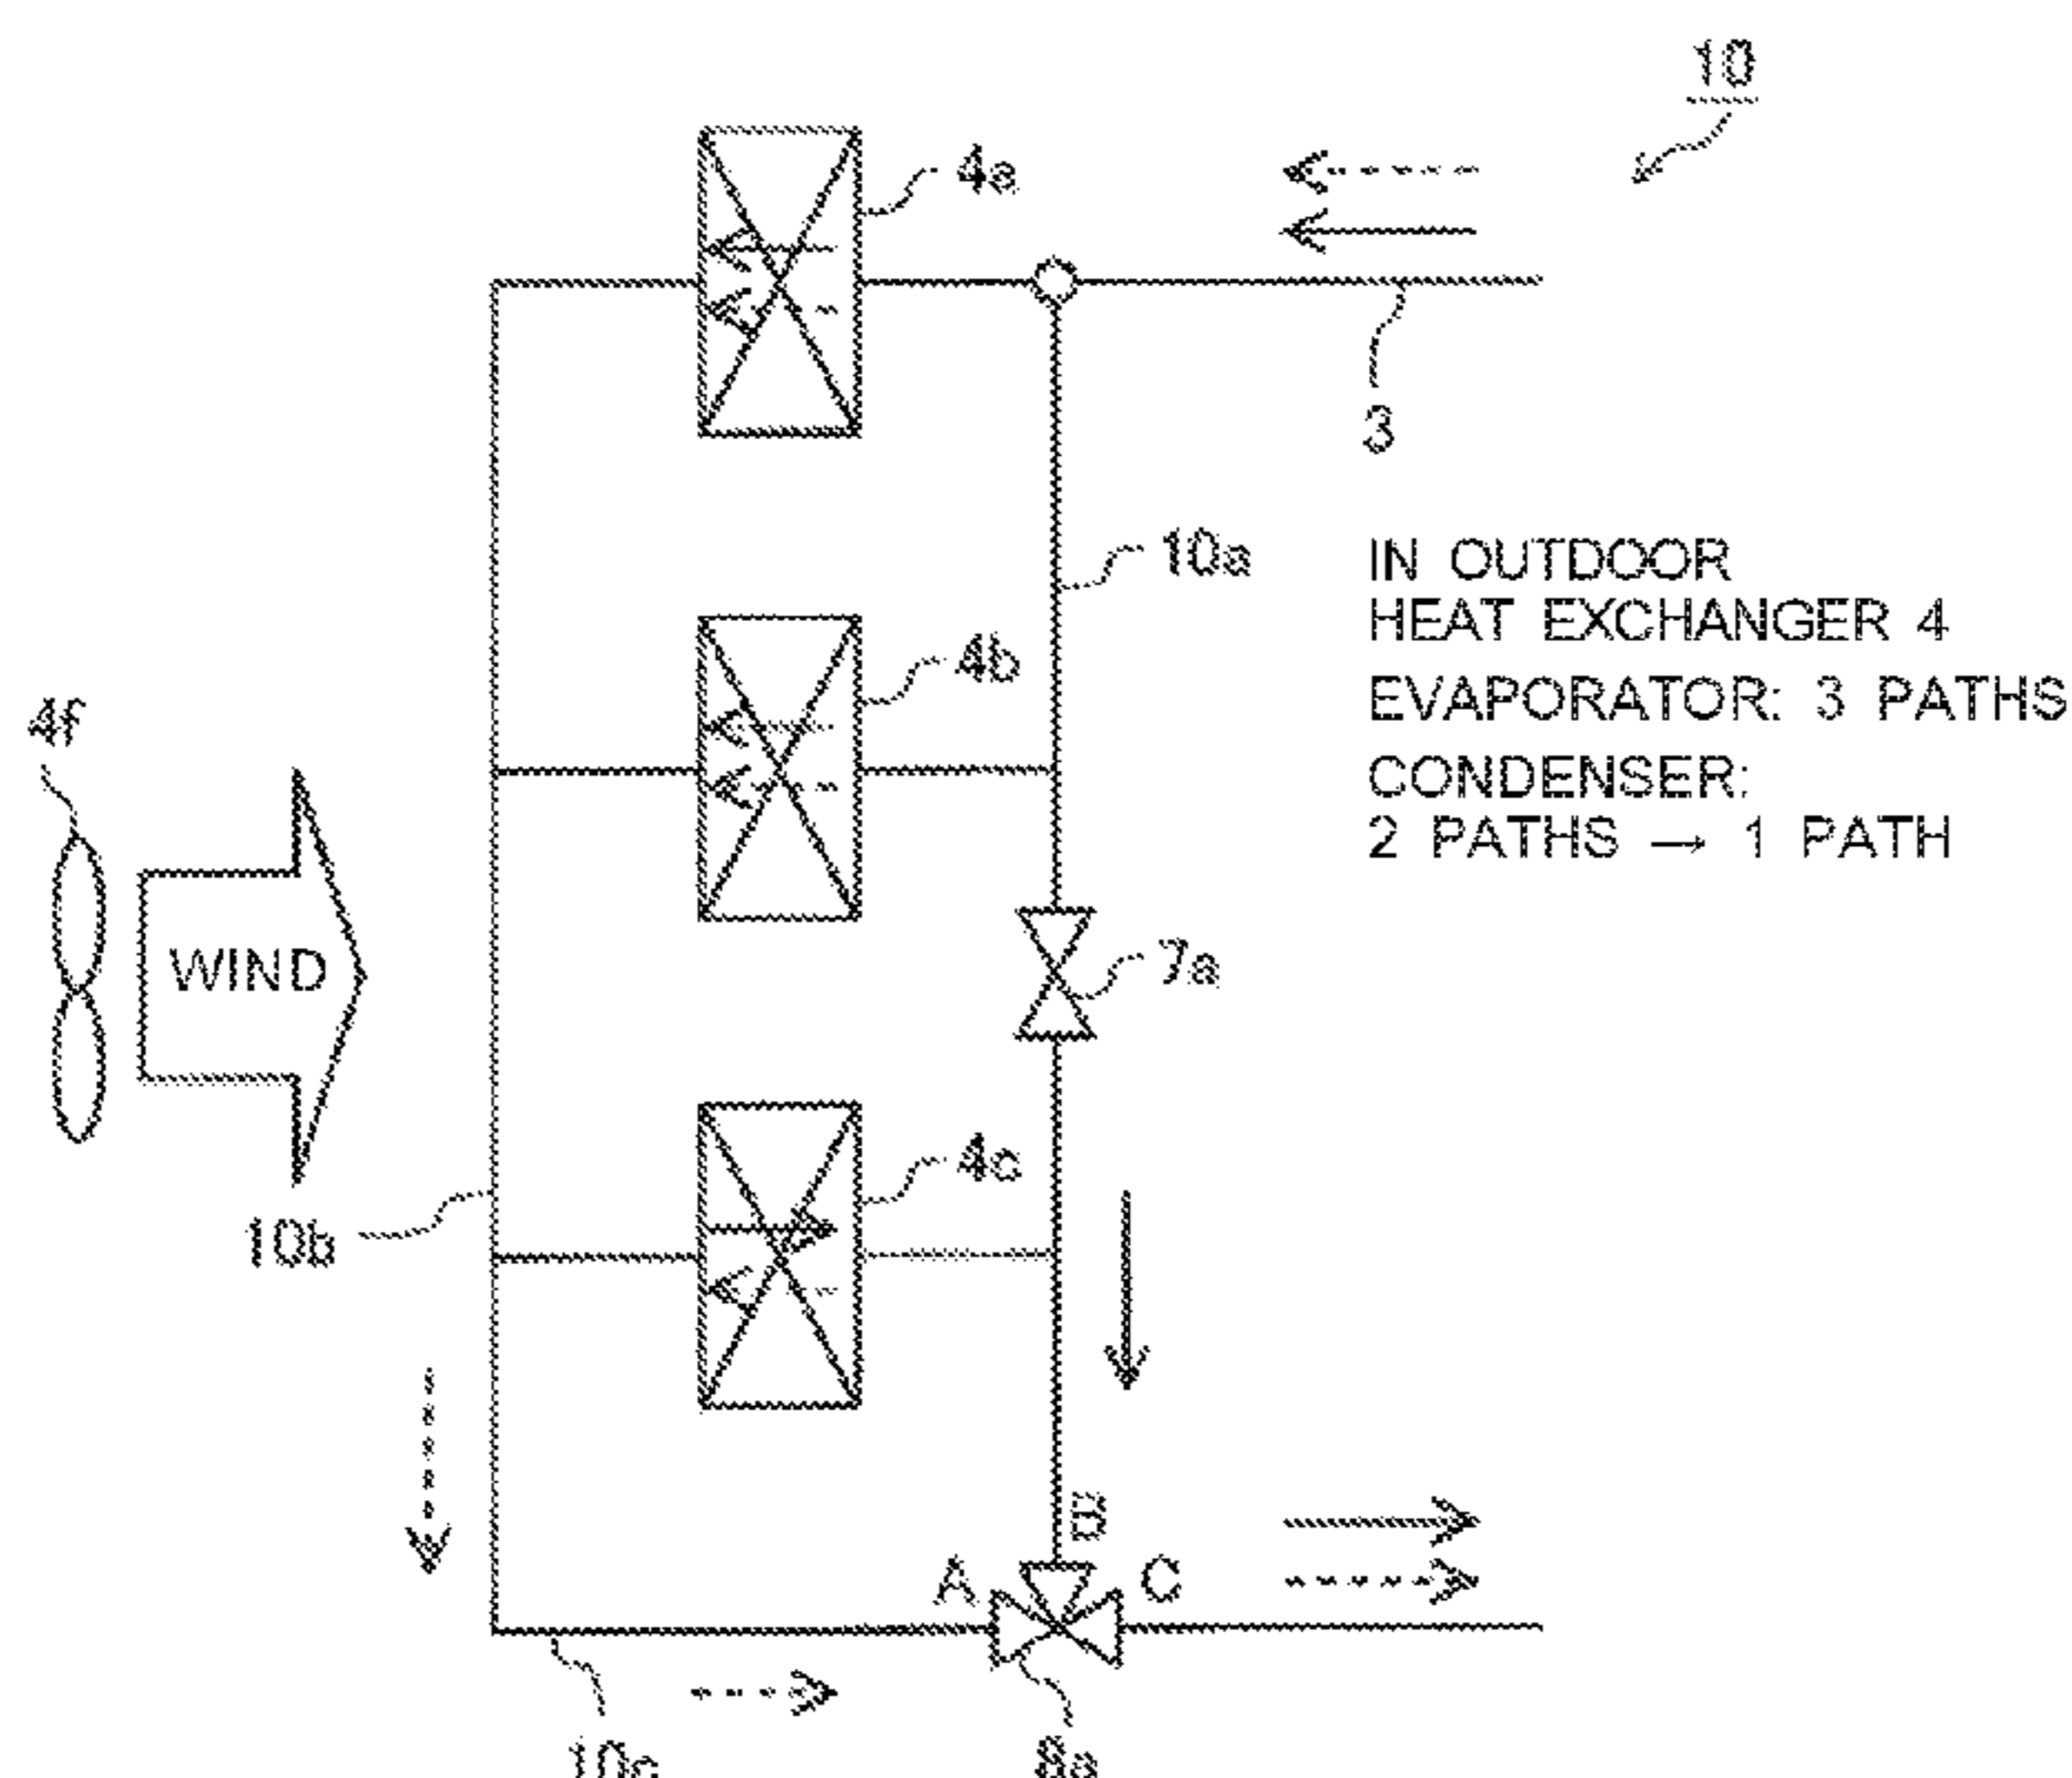 10
4a
3
10a
IN OUTDOOR
HEAT EXCHANGER 4
4b
EVAPORATOR: 3 PATHS
4f
CONDENSER:
2 PATHS → 1 PATH
WIND
7a
4c
10b
B
A
C
10c